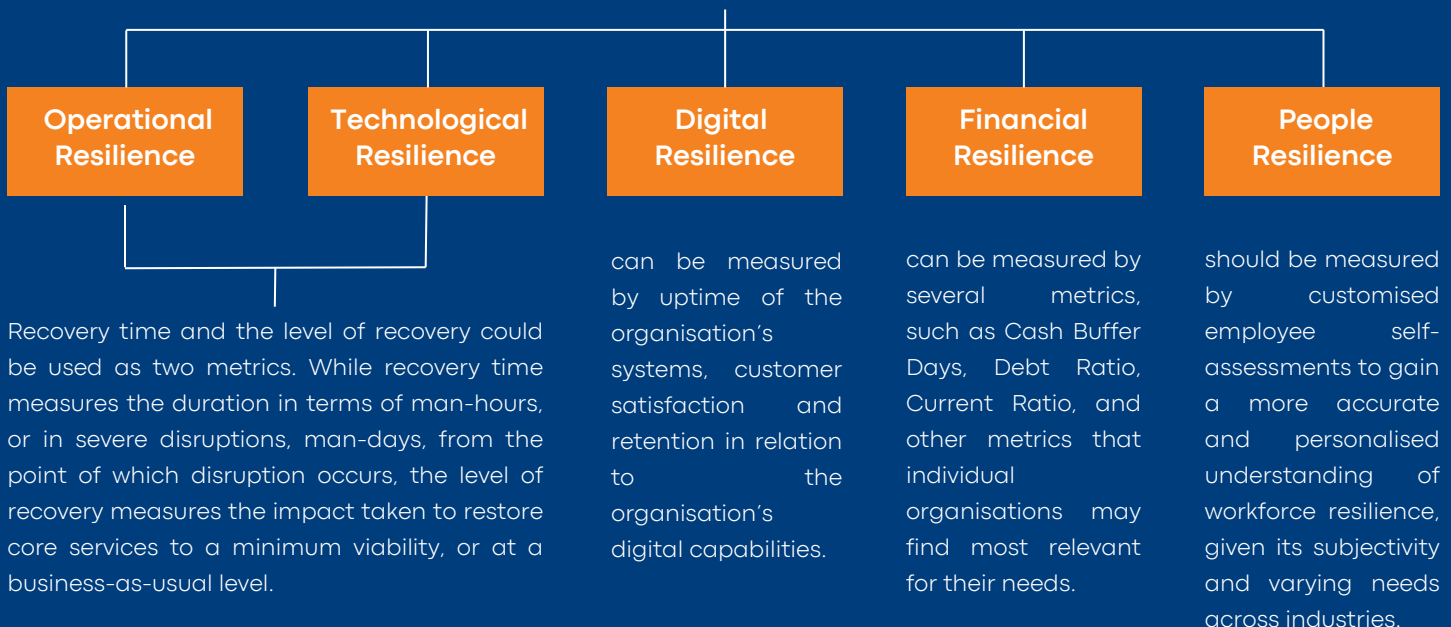 Operational
Resilience
Technological
Resilience
Digital
Resilience
Financial
Resilience
People
Resilience
Recovery time and the level of recovery could
be used as two metrics. While recovery time
measures the duration in terms of man-hours,
or in severe disruptions, man-days, from the
point of which disruption occurs, the level of
recovery measures the impact taken to restore
core services to a minimum viability, or at a
business-as-usual level.
can be measured
by uptime of the
organisation’s
systems, customer
satisfaction and
retention in relation
to the
organisation’s
digital capabilities.
can be measured by
several metrics,
such as Cash Buffer
Days, Debt Ratio,
Current Ratio, and
other metrics that
individual
organisations may
find most relevant
for their needs.
should be measured
by customised
employee self-
assessments to gain
a more accurate
and personalised
understanding of
workforce resilience,
given its subjectivity
and varying needs
across industries.